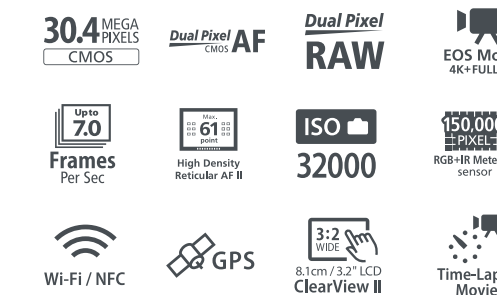 30.4 MEGA PIXELS
CMOS
Dual Pixel
CMOS AF
Dual Pixel
RAW
EOS Mo
4K+FULL
Up to
7.0
Frames
Per Sec
Max.
61
point
High Density
Reticular AF II
ISO
32000
150,000
PIXEL
RGB+IR Mete
sensor
Wi-Fi / NFC
GPS
3:2
WIDE
8.1cm / 3.2" LCD
ClearView II
Time-Lap
Movie